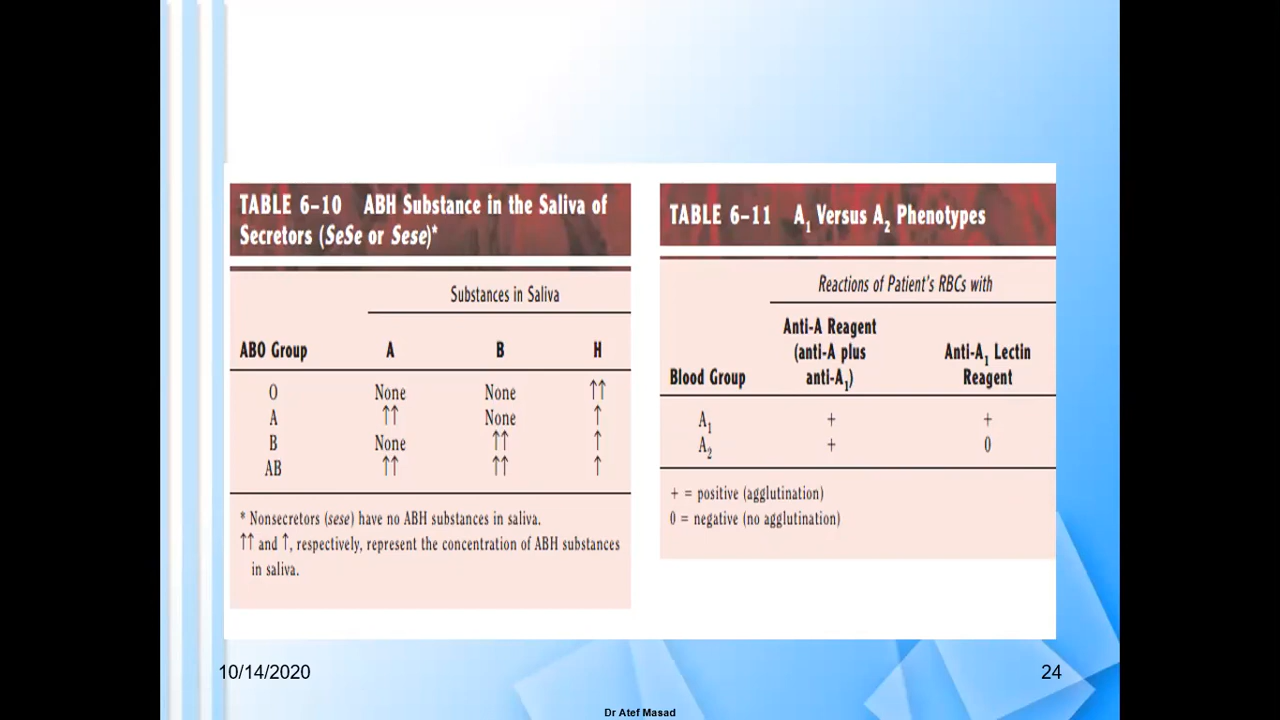 TABLE 6–10 ABH Substance in the Saliva of
Secretors (SeSe or Sese)*
Substances in Saliva
ABO Group A B H
O None None ↑↑
A ↑↑ None ↑
B None ↑↑ ↑
AB ↑↑ ↑↑ ↑
* Nonsecretors (sese) have no ABH substances in saliva.
↑↑ and ↑, respectively, represent the concentration of ABH substances
in saliva.
TABLE 6–11 A₁ Versus A₂ Phenotypes
Reactions of Patient's RBCs with
Anti-A Reagent
(anti-A plus Anti-A₁ Lectin
Blood Group anti-A₁) Reagent
A₁ + +
A₂ + 0
+ = positive (agglutination)
0 = negative (no agglutination)
10/14/2020 24
Dr Atef Masad